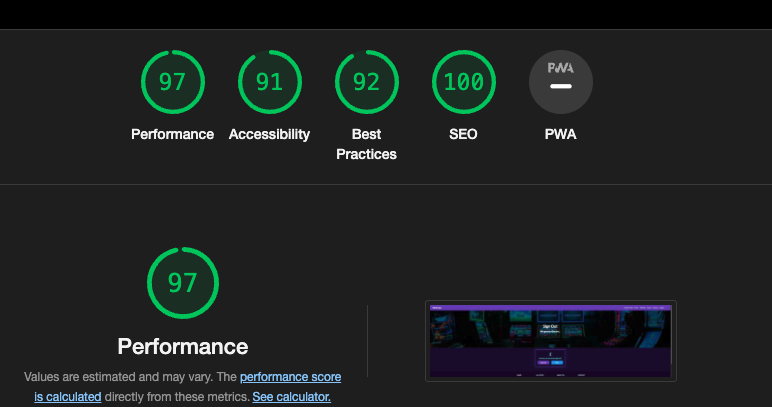 97 91 92 100 PWA
Performance Accessibility Best Practices SEO PWA
97
Performance
Values are estimated and may vary. The performance score
is calculated directly from these metrics. See calculator.
Sign Out